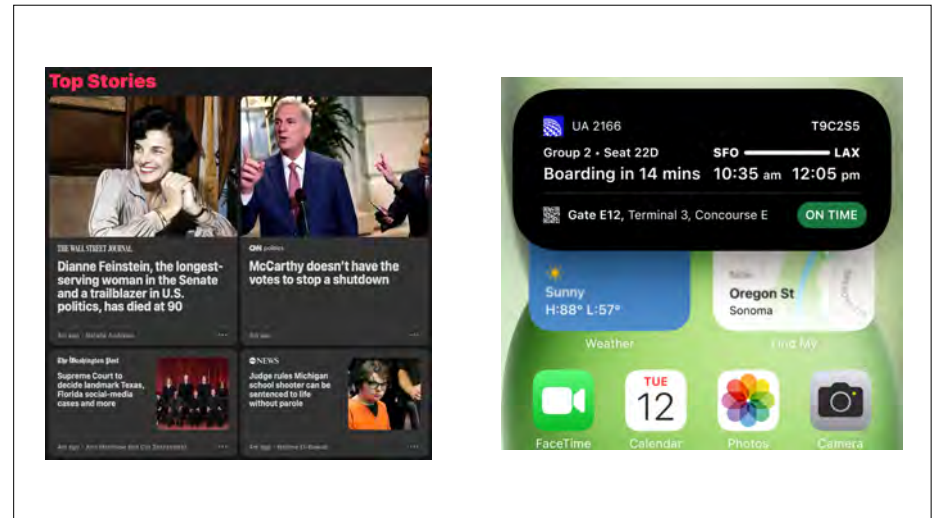 Top Stories
THE WALL STREET JOURNAL
Dianne Feinstein, the longest-
serving woman in the Senate
and a trailblazer in U.S.
politics, has died at 90
CNN politics
McCarthy doesn't have the
votes to stop a shutdown
The Washington Post
Supreme Court to
decide landmark Texas,
Florida social-media
cases and more
NEWS
Judge rules Michigan
school shooter can be
sentenced to life
without parole
UA 2166
T9C2S5
Group 2 • Seat 22D
SFO LAX
Boarding in 14 mins 10:35 am 12:05 pm
Gate E12, Terminal 3, Concourse E
ON TIME
Sunny
H:88° L:57°
Weather
Oregon St
Sonoma
Find My
TUE
12
FaceTime
Calendar
Photos
Camera